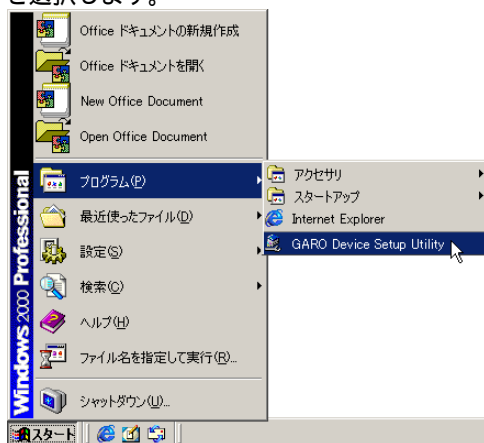 を選択します。
Office ドキュメントの新規作成
Office ドキュメントを開く
New Office Document
Open Office Document
プログラム(P)
最近使ったファイル(D)
設定(S)
検索(C)
ヘルプ(H)
ファイル名を指定して実行(R)...
シャットダウン(U)...
アクセサリ
スタートアップ
Internet Explorer
GARO Device Setup Utility
Windows 2000 Professional
スタート